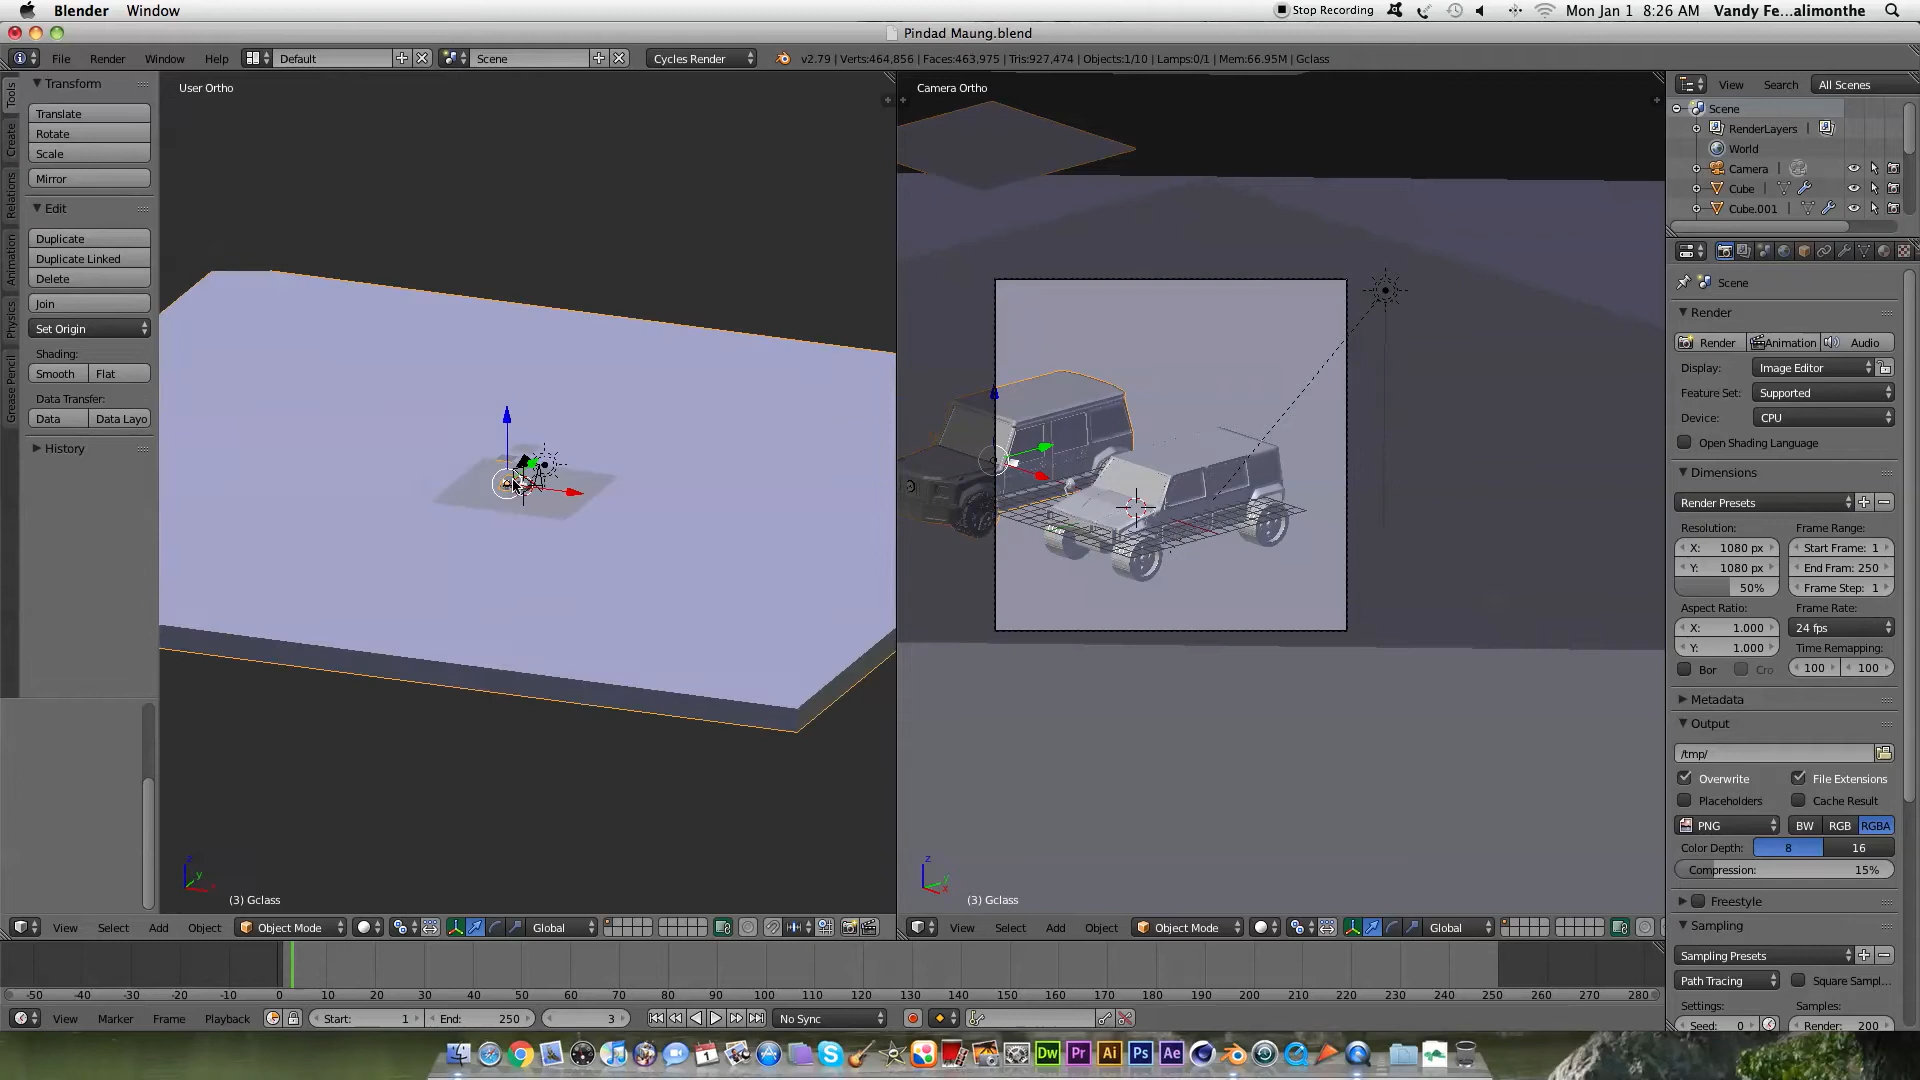 Blender Window Stop Recording Mon Jan 1 8:26 AM Vandy Fe...alimonthe
Pindad Maung.blend
File Render Window Help Default Scene Cycles Render v2.79 | Verts:464,856 | Faces:463,975 | Tris:927,474 | Objects:1/10 | Lamps:0/1 | Mem:66.95M | Gclass
Tools
Create
Relations
Animation
Physics
Grease Pencil
Transform
Translate
Rotate
Scale
Mirror
Edit
Duplicate
Duplicate Linked
Delete
Join
Set Origin
Shading:
Smooth Flat
Data Transfer:
Data Data Layo
History
User Ortho
(3) Gclass
View Select Add Object Object Mode Global
Camera Ortho
(3) Gclass
View Select Add Object Object Mode Global
View Search All Scenes
Scene
RenderLayers
World
Camera
Cube
Cube.001
Scene
Render
Render Animation Audio
Display: Image Editor
Feature Set: Supported
Device: CPU
Open Shading Language
Dimensions
Render Presets
Resolution: Frame Range:
X: 1080 px Start Frame: 1
Y: 1080 px End Fram: 250
50% Frame Step: 1
Aspect Ratio: Frame Rate:
X: 1.000 24 fps
Y: 1.000 Time Remapping:
Bor Cro 100 100
Metadata
Output
/tmp/
Overwrite File Extensions
Placeholders Cache Result
PNG BW RGB RGBA
Color Depth: 8 16
Compression: 15%
Freestyle
Sampling
Sampling Presets
Path Tracing Square Sampl...
Settings: Samples:
Seed: 0 Render: 200
-50 -40 -30 -20 -10 0 10 20 30 40 50 60 70 80 90 100 110 120 130 140 150 160 170 180 190 200 210 220 230 240 250 260 270 280
View Marker Frame Playback Start: 1 End: 250 3 No Sync
1 Dw Pr Ai Ps Ae